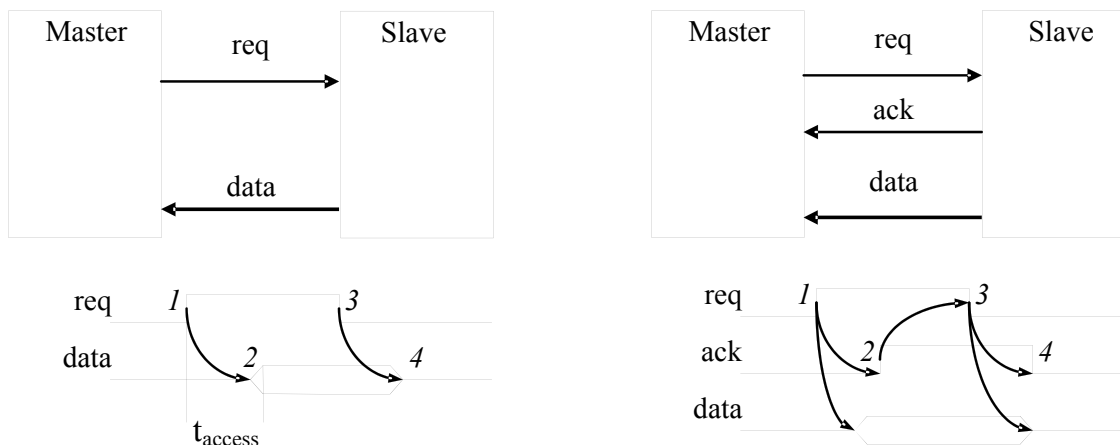 Master
req
Slave
data
req
1
3
data
2
4
t_access
Master
req
Slave
ack
data
req
1
3
ack
2
4
data